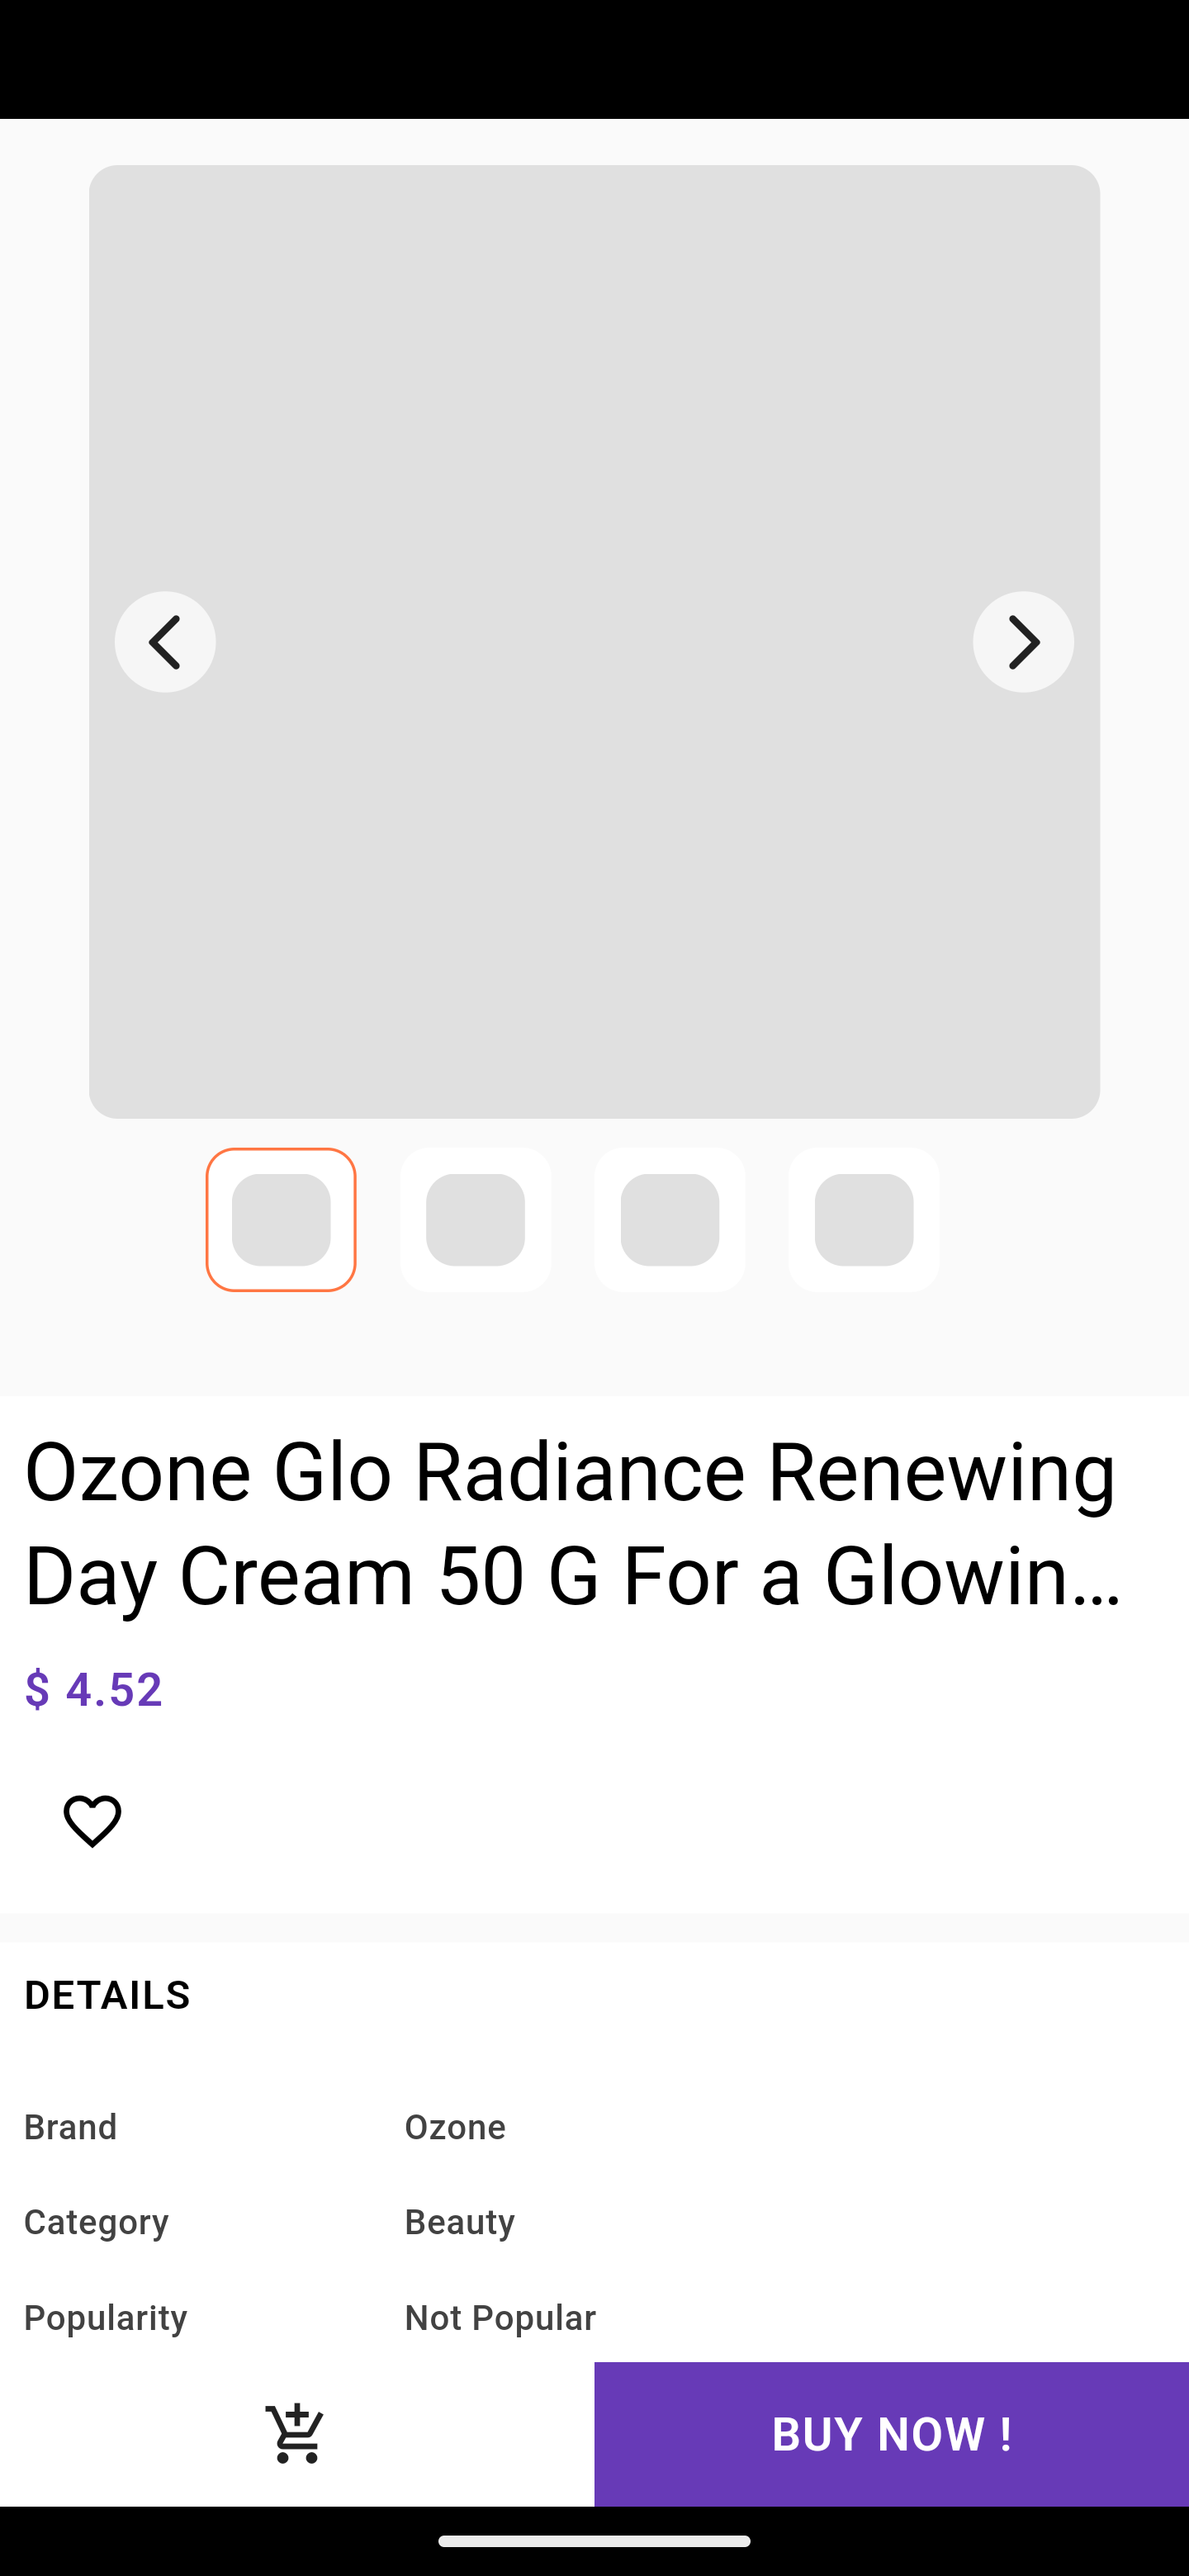 Ozone Glo Radiance Renewing
Day Cream 50 G For a Glowin...
$ 4.52
DETAILS
Brand Ozone
Category Beauty
Popularity Not Popular
BUY NOW !